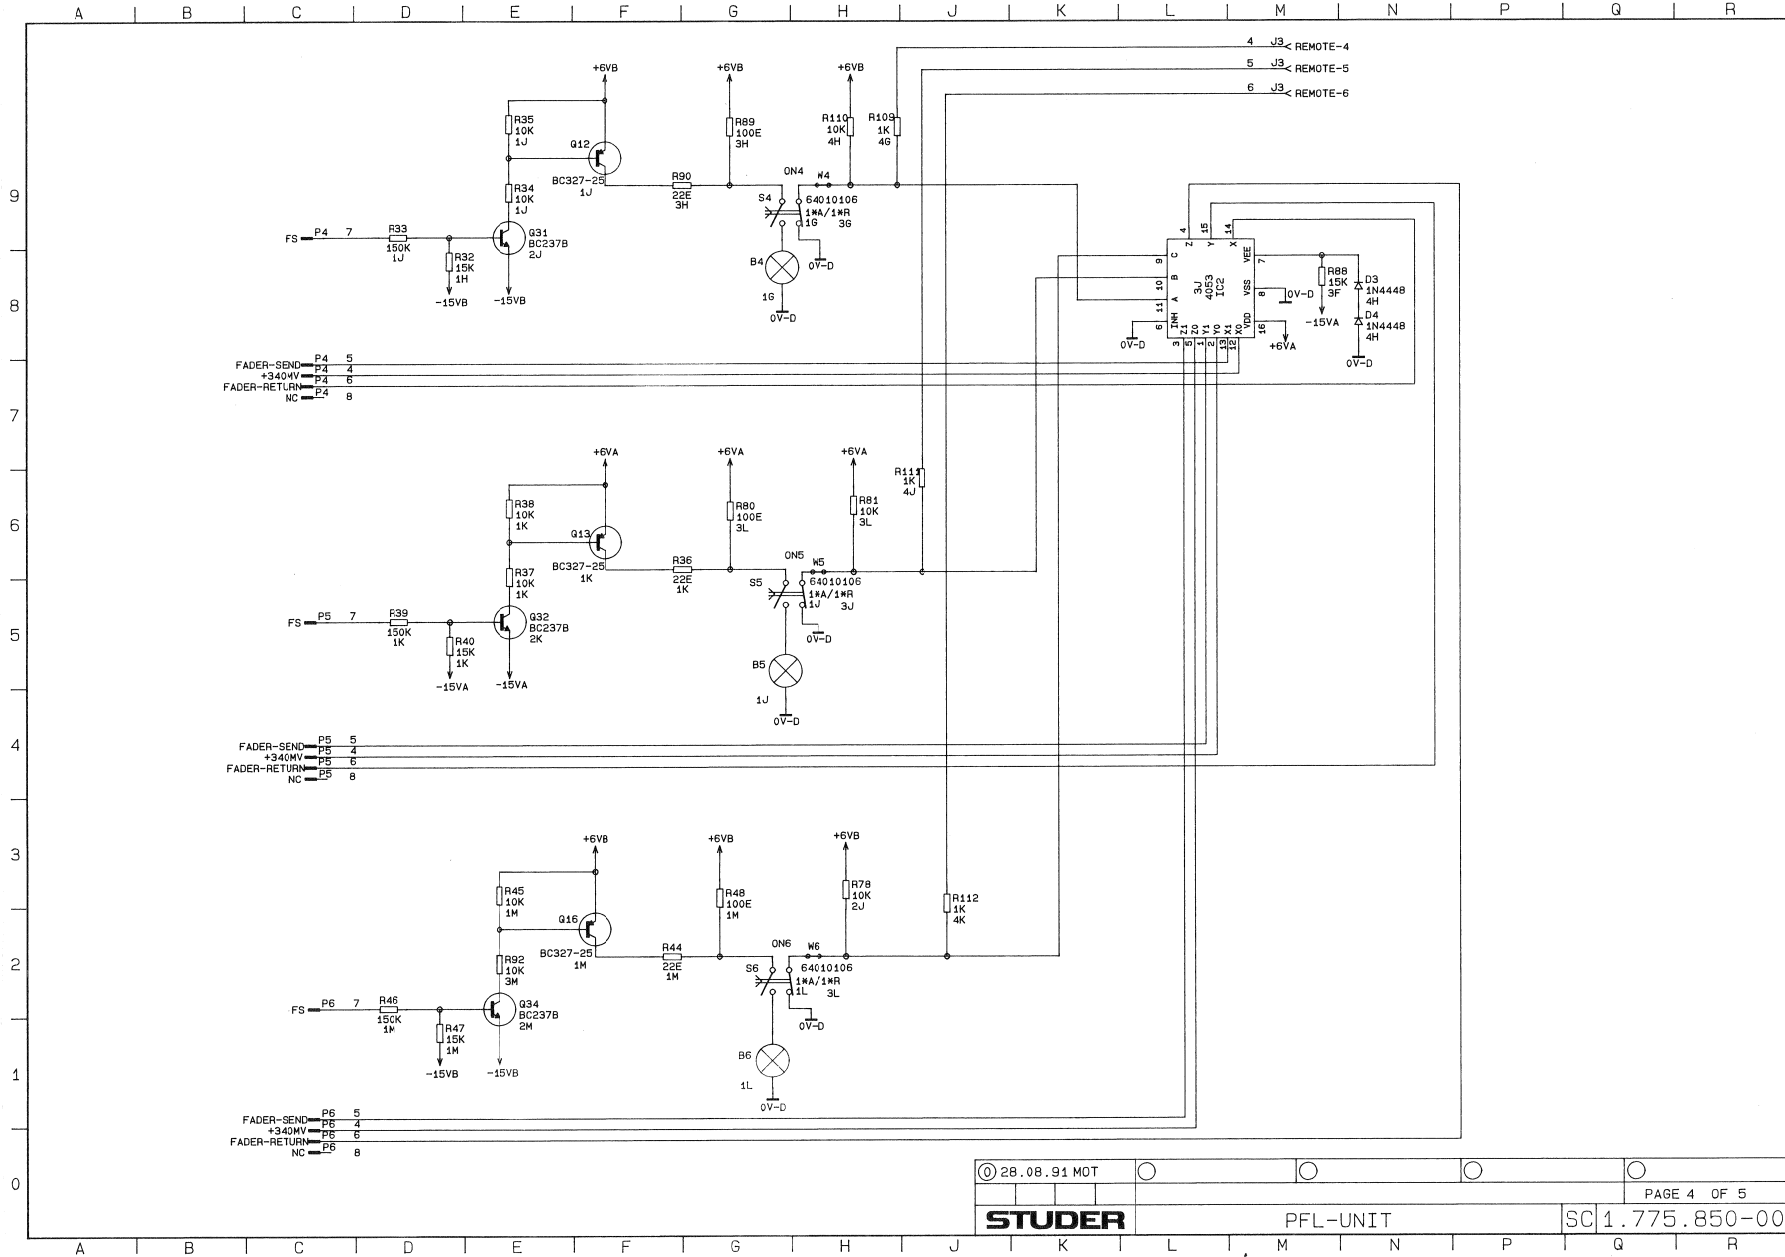 A B C D E F G H J K L M N P Q R
4 J3 REMOTE-4
5 J3 REMOTE-5
6 J3 REMOTE-6
+6VB
+6VB
+6VB
R35
10K
1J
Q12
BC327-25
1J
R89
100E
3H
R110
10K
4H
R109
1K
4G
9
R34
10K
1J
R90
22E
3H
ON4
W4
S4
64010106
1*A/1*R
1G 3G
FS P4 7
R33
150K
1J
Q31
BC237B
2J
R32
15K
1H
-15VB
-15VB
B4
1G
0V-D
0V-D
8
4 15 14
Z Y X
9 C
10 B
11 A
6 INH
3J
4053
IC2
VEE 7
VSS 8
VDD 16
Z1 Z0 Y1 Y0 X1 X0
3 5 1 2 13 12
0V-D
0V-D
+6VA
R88
15K
3F
-15VA
D3
1N4448
4H
D4
1N4448
4H
0V-D
FADER-SEND P4 5
+340MV P4 4
FADER-RETURN P4 6
NC P4 8
7
+6VA
+6VA
+6VA
R38
10K
1K
Q13
BC327-25
1K
R80
100E
3L
R81
10K
3L
R111
1K
4J
6
R37
10K
1K
R36
22E
1K
ON5
W5
S5
64010106
1*A/1*R
1J 3J
FS P5 7
R39
150K
1K
Q32
BC237B
2K
R40
15K
1K
-15VA
-15VA
B5
1J
0V-D
0V-D
5
4
FADER-SEND P5 5
+340MV P5 4
FADER-RETURN P5 6
NC P5 8
3
+6VB
+6VB
+6VB
R45
10K
1M
Q16
BC327-25
1M
R48
100E
1M
R78
10K
2J
R112
1K
4K
2
R92
10K
3M
R44
22E
1M
ON6
W6
S6
64010106
1*A/1*R
1L 3L
FS P6 7
R46
150K
1M
Q34
BC237B
2M
R47
15K
1M
-15VB
-15VB
B6
1L
0V-D
0V-D
1
FADER-SEND P6 5
+340MV P6 4
FADER-RETURN P6 6
NC P6 8
0
0 28.08.91 MOT
PAGE 4 OF 5
STUDER PFL-UNIT SC 1.775.850-00
A B C D E F G H J K L M N P Q R